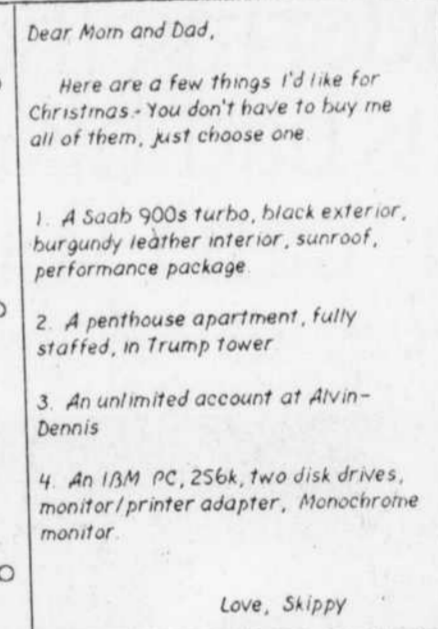 Dear Mom and Dad,
Here are a few things I'd like for
Christmas.- You don't have to buy me
all of them, just choose one.
1. A Saab 900s turbo, black exterior,
burgundy leather interior, sunroof,
performance package.
2. A penthouse apartment, fully
staffed, in Trump tower
3. An unlimited account at Alvin-
Dennis
4. An IBM PC, 256k, two disk drives,
monitor/printer adapter, Monochrome
monitor.
Love, Skippy